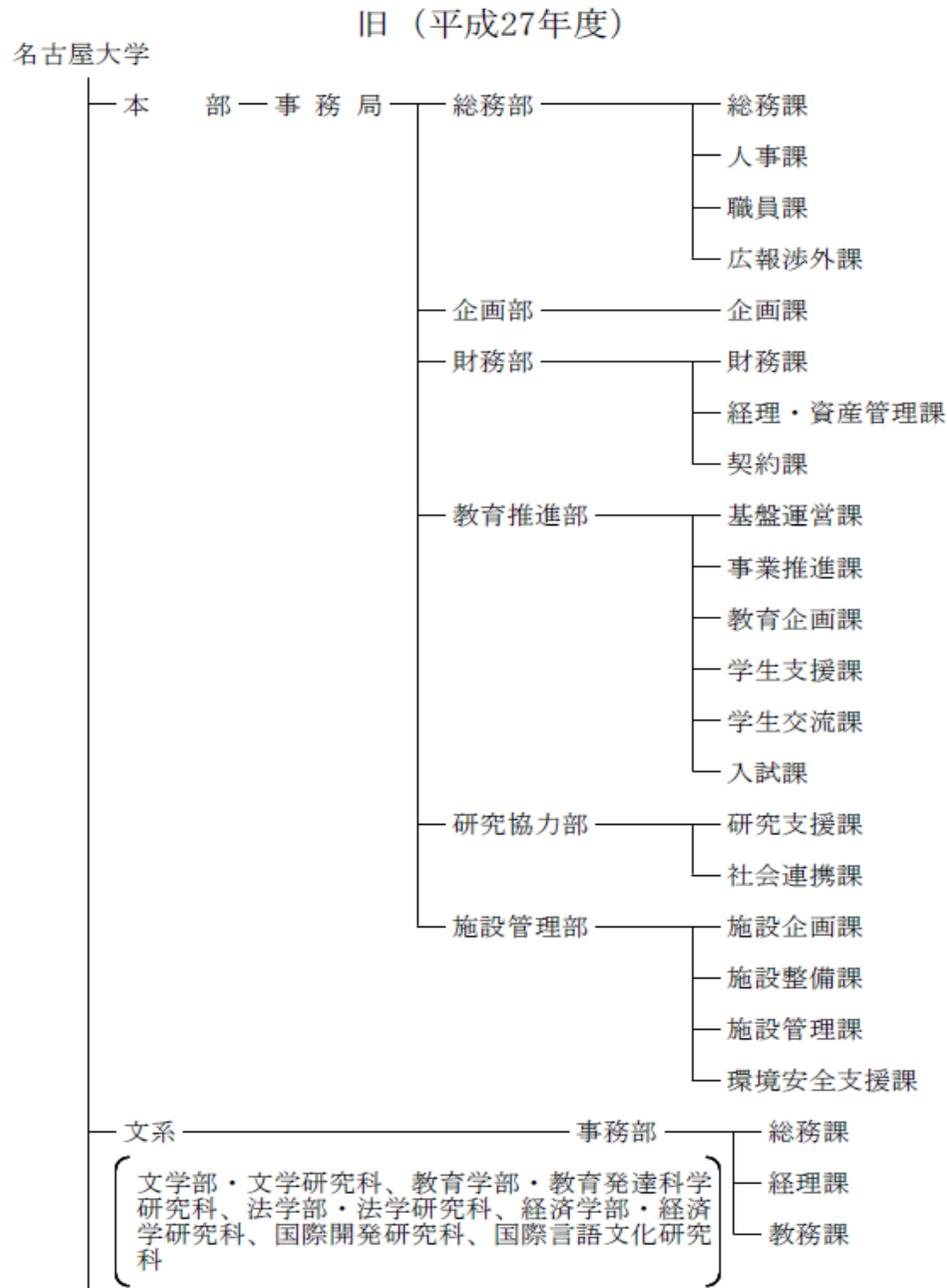 旧（平成27年度）
名古屋大学
本　　部 事 務 局 総務部 総務課
人事課
職員課
広報渉外課
企画部 企画課
財務部 財務課
経理・資産管理課
契約課
教育推進部 基盤運営課
事業推進課
教育企画課
学生支援課
学生交流課
入試課
研究協力部 研究支援課
社会連携課
施設管理部 施設企画課
施設整備課
施設管理課
環境安全支援課
文系 事務部 総務課
経理課
教務課
文学部・文学研究科、教育学部・教育発達科学
研究科、法学部・法学研究科、経済学部・経済
学研究科、国際開発研究科、国際言語文化研究
科